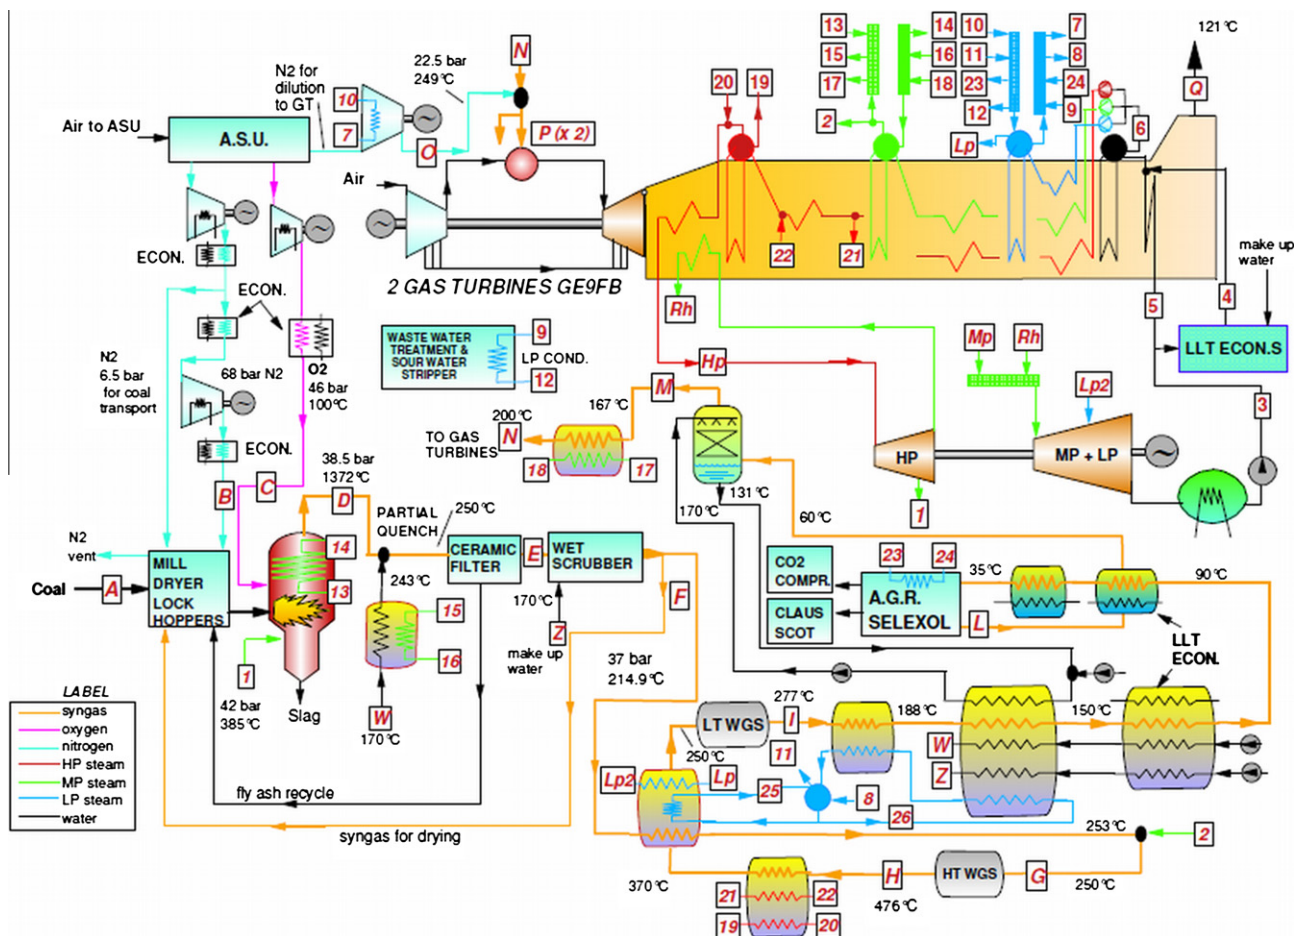 N2 for
dilution
to GT
22.5 bar
249°C
N
13
15
17
14
16
18
10
11
23
12
7
8
24
9
121°C
Q
10
7
O
P (x 2)
20
19
2
Lp
6
Air to ASU
A.S.U.
Air
ECON.
ECON.
2 GAS TURBINES GE9FB
22
21
Rh
make up
water
5
4
LLT ECON.S
WASTE WATER
TREATMENT &
SOUR WATER
STRIPPER
9
LP COND.
12
Hp
Mp
Rh
Lp2
3
N2
6.5 bar
for coal
transport
68 bar N2
O2
46 bar
100°C
ECON.
M
167°C
200°C
N
TO GAS
TURBINES
18
17
HP
MP + LP
1
131°C
170°C
60°C
B
C
38.5 bar
1372°C
D
PARTIAL
QUENCH
250°C
N2
vent
Coal
A
MILL
DRYER
LOCK
HOPPERS
14
13
CERAMIC
FILTER
E
WET
SCRUBBER
F
243°C
15
16
170°C
Z
make up
water
CO2
COMPR.
CLAUS
SCOT
23
24
A.G.R.
SELEXOL
35°C
L
90°C
LLT
ECON.
1
42 bar
385°C
Slag
W
170°C
37 bar
214.9°C
LABEL
syngas
oxygen
nitrogen
HP steam
MP steam
LP steam
water
LT WGS
277°C
I
188°C
150°C
250°C
11
W
Z
Lp2
Lp
25
8
26
fly ash recycle
syngas for drying
253°C
2
370°C
H
476°C
HT WGS
G
250°C
21
22
19
20